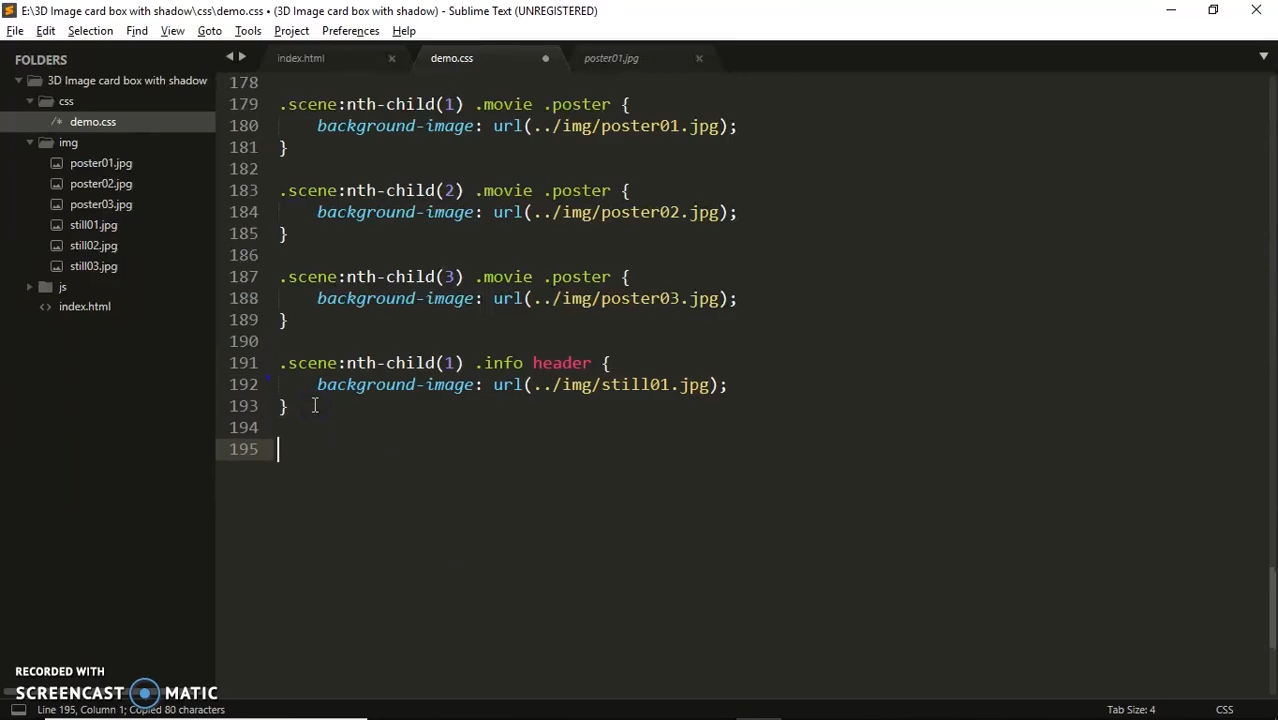 E:\3D Image card box with shadow\css\demo.css • (3D Image card box with shadow) - Sublime Text (UNREGISTERED)
File Edit Selection Find View Goto Tools Project Preferences Help
FOLDERS
3D Image card box with shadow
css
/* demo.css
img
poster01.jpg
poster02.jpg
poster03.jpg
still01.jpg
still02.jpg
still03.jpg
js
<> index.html
index.html × demo.css • poster01.jpg ×
178
179 .scene:nth-child(1) .movie .poster {
180 background-image: url(../img/poster01.jpg);
181 }
182
183 .scene:nth-child(2) .movie .poster {
184 background-image: url(../img/poster02.jpg);
185 }
186
187 .scene:nth-child(3) .movie .poster {
188 background-image: url(../img/poster03.jpg);
189 }
190
191 .scene:nth-child(1) .info header {
192 background-image: url(../img/still01.jpg);
193 }
194
195
RECORDED WITH
SCREENCAST MATIC
Line 195, Column 1; Copied 80 characters Tab Size: 4 CSS